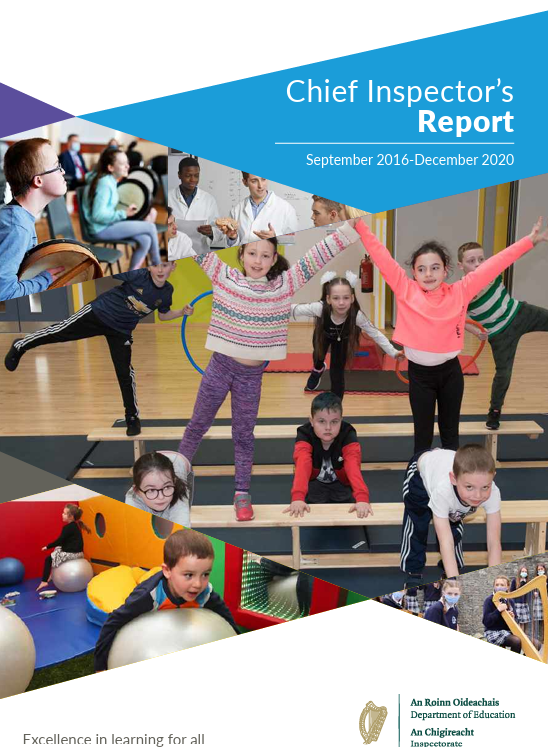 Chief Inspector’s
Report
September 2016-December 2020
An Roinn Oideachais
Department of Education
An Chigireacht
Inspectorate
Excellence in learning for all